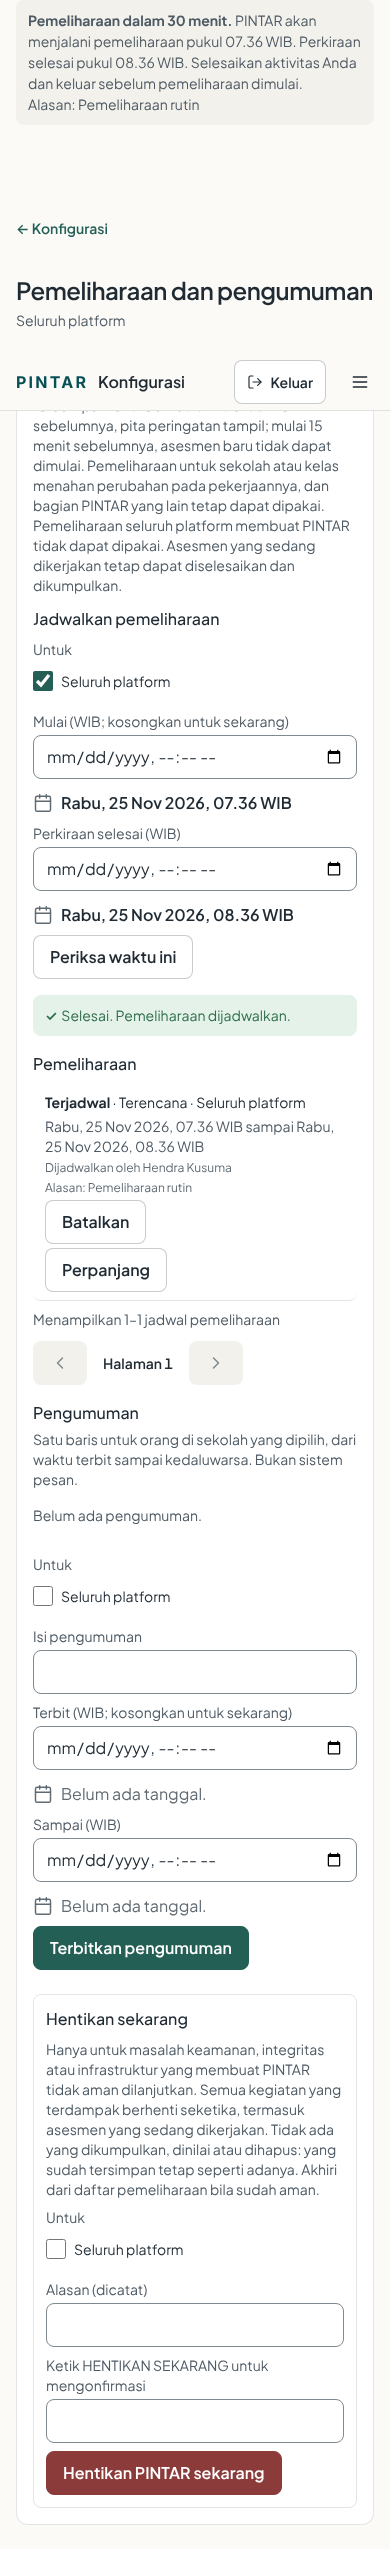 Pemeliharaan dalam 30 menit. PINTAR akan
menjalani pemeliharaan pukul 07.36 WIB. Perkiraan
selesai pukul 08.36 WIB. Selesaikan aktivitas Anda
dan keluar sebelum pemeliharaan dimulai.
Alasan: Pemeliharaan rutin
← Konfigurasi
Pemeliharaan dan pengumuman
Seluruh platform
PINTAR Konfigurasi Keluar
sebelumnya, pita peringatan tampil; mulai 15
menit sebelumnya, asesmen baru tidak dapat
dimulai. Pemeliharaan untuk sekolah atau kelas
menahan perubahan pada pekerjaannya, dan
bagian PINTAR yang lain tetap dapat dipakai.
Pemeliharaan seluruh platform membuat PINTAR
tidak dapat dipakai. Asesmen yang sedang
dikerjakan tetap dapat diselesaikan dan
dikumpulkan.
Jadwalkan pemeliharaan
Untuk
Seluruh platform
Mulai (WIB; kosongkan untuk sekarang)
mm/dd/yyyy, --:-- --
Rabu, 25 Nov 2026, 07.36 WIB
Perkiraan selesai (WIB)
mm/dd/yyyy, --:-- --
Rabu, 25 Nov 2026, 08.36 WIB
Periksa waktu ini
✓ Selesai. Pemeliharaan dijadwalkan.
Pemeliharaan
Terjadwal · Terencana · Seluruh platform
Rabu, 25 Nov 2026, 07.36 WIB sampai Rabu,
25 Nov 2026, 08.36 WIB
Dijadwalkan oleh Hendra Kusuma
Alasan: Pemeliharaan rutin
Batalkan
Perpanjang
Menampilkan 1–1 jadwal pemeliharaan
Halaman 1
Pengumuman
Satu baris untuk orang di sekolah yang dipilih, dari
waktu terbit sampai kedaluwarsa. Bukan sistem
pesan.
Belum ada pengumuman.
Untuk
Seluruh platform
Isi pengumuman
Terbit (WIB; kosongkan untuk sekarang)
mm/dd/yyyy, --:-- --
Belum ada tanggal.
Sampai (WIB)
mm/dd/yyyy, --:-- --
Belum ada tanggal.
Terbitkan pengumuman
Hentikan sekarang
Hanya untuk masalah keamanan, integritas
atau infrastruktur yang membuat PINTAR
tidak aman dilanjutkan. Semua kegiatan yang
terdampak berhenti seketika, termasuk
asesmen yang sedang dikerjakan. Tidak ada
yang dikumpulkan, dinilai atau dihapus: yang
sudah tersimpan tetap seperti adanya. Akhiri
dari daftar pemeliharaan bila sudah aman.
Untuk
Seluruh platform
Alasan (dicatat)
Ketik HENTIKAN SEKARANG untuk
mengonfirmasi
Hentikan PINTAR sekarang